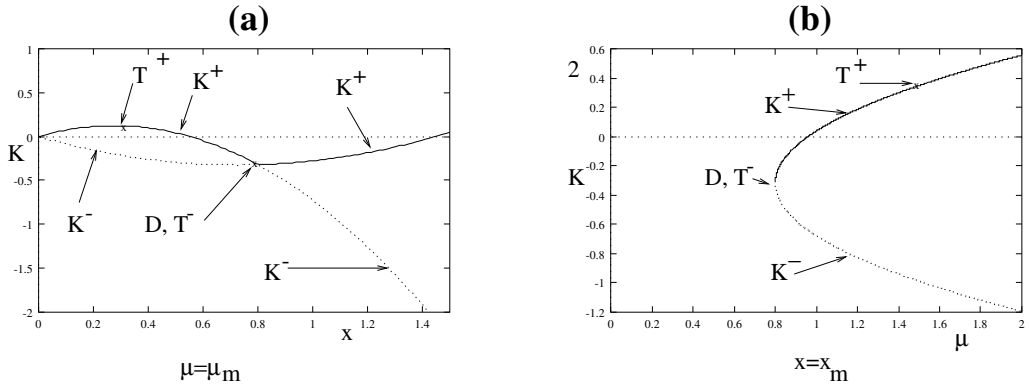 (a)
(b)
1
0.5
0
-0.5
-1
-1.5
-2
K
T +
K+
K+
K-
D, T-
K-
0
0.2
0.4
0.6
0.8
1
1.2
1.4
x
μ=μm
0.6
0.4
0.2
0
-0.2
-0.4
-0.6
-0.8
-1
-1.2
2
K
T+
K+
D, T-
K-
0
0.2
0.4
0.6
0.8
1
1.2
1.4
1.6
1.8
2
μ
x=xm